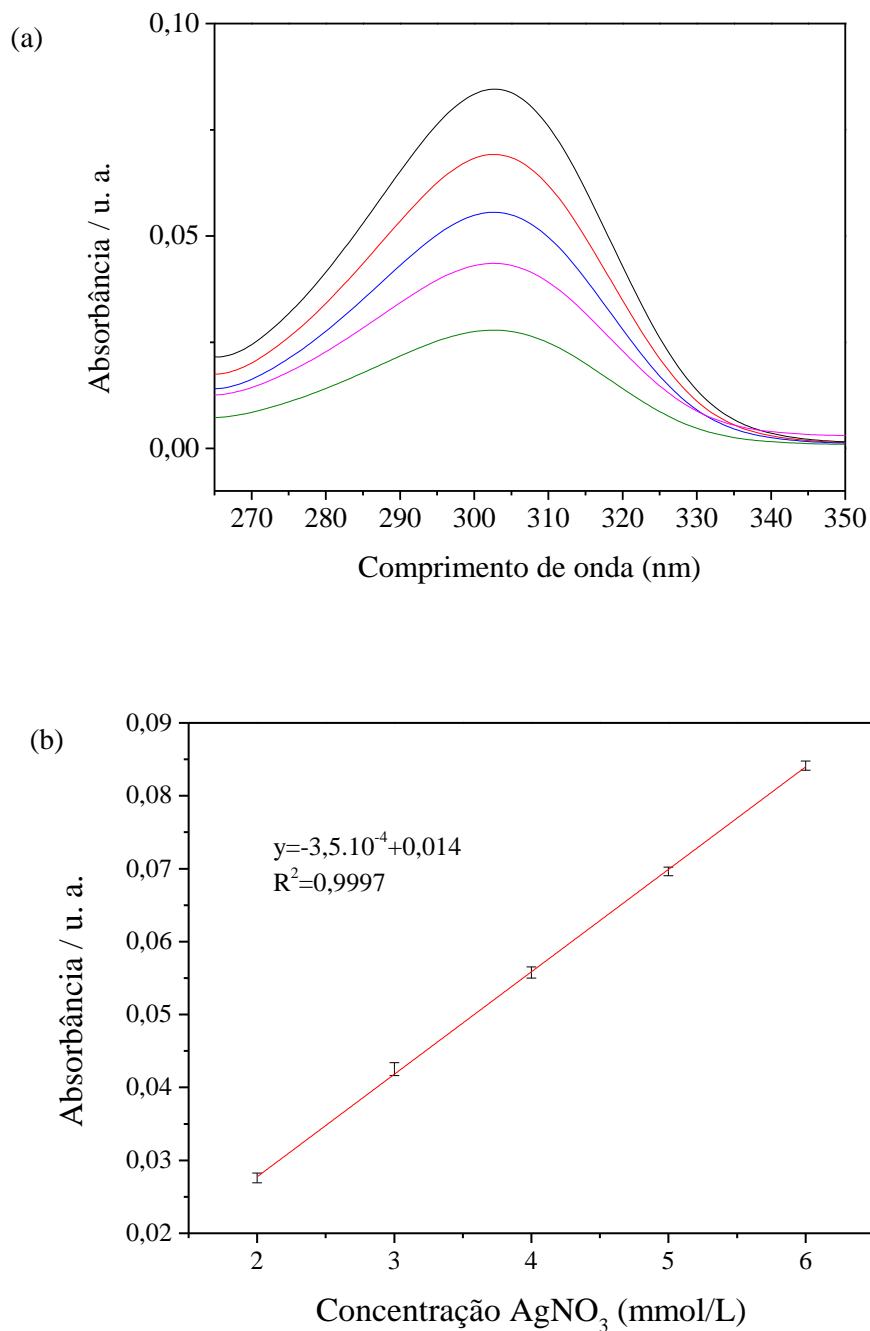 (a)
0,10
0,05
0,00
Absorbância / u. a.
270 280 290 300 310 320 330 340 350
Comprimento de onda (nm)
(b)
0,09
0,08
0,07
0,06
0,05
0,04
0,03
0,02
Absorbância / u. a.
y=-3,5.10⁻⁴+0,014
R²=0,9997
2 3 4 5 6
Concentração AgNO₃ (mmol/L)